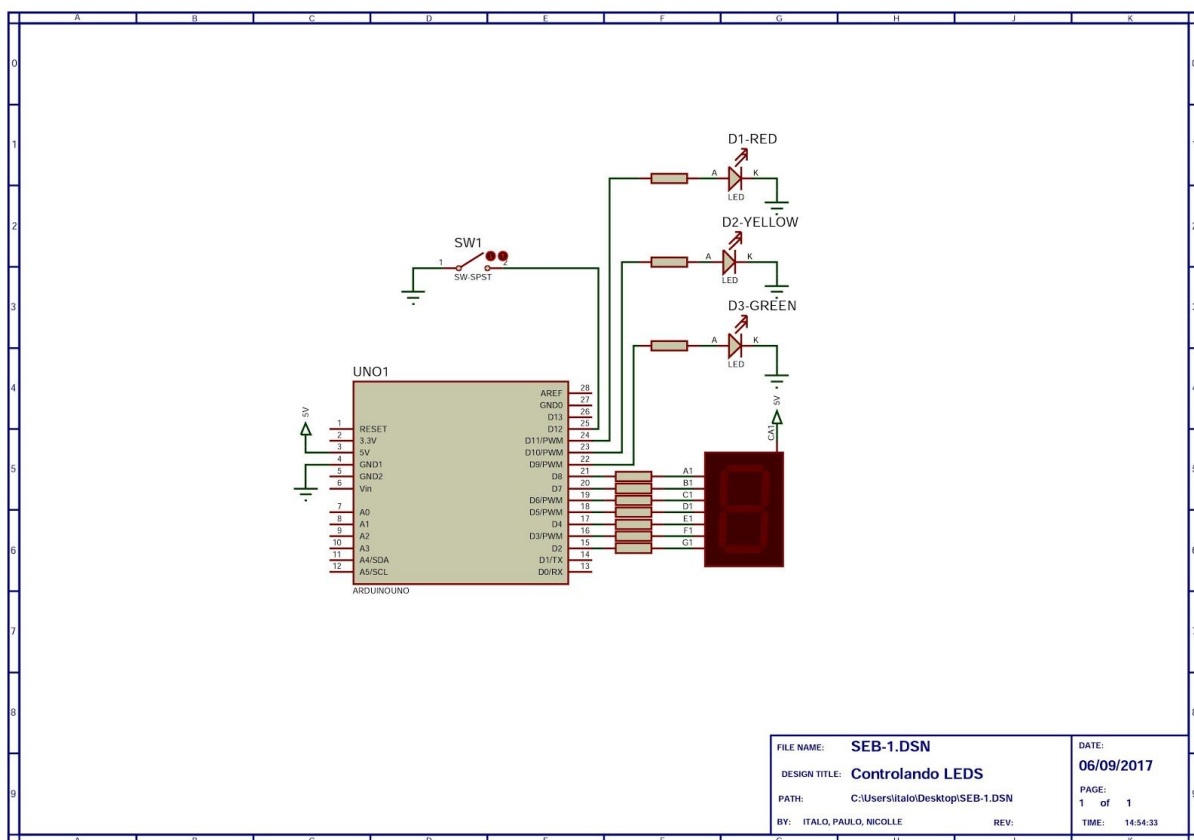 A B C D E F G H J K
0
1
2
3
4
5
6
7
8
9
D1-RED
A K
LED
D2-YELLOW
A K
LED
D3-GREEN
A K
LED
SW1
1 2
SW-SPST
UNO1
5V
1 RESET
2 3.3V
3 5V
4 GND1
5 GND2
6 Vin
7 A0
8 A1
9 A2
10 A3
11 A4/SDA
12 A5/SCL
AREF 28
GND0 27
D13 26
D12 25
D11/PWM 24
D10/PWM 23
D9/PWM 22
D8 21
D7 20
D6/PWM 19
D5/PWM 18
D4 17
D3/PWM 16
D2 15
D1/TX 14
D0/RX 13
ARDUINOUNO
5V
CA1
A1
B1
C1
D1
E1
F1
G1
FILE NAME: SEB-1.DSN
DESIGN TITLE: Controlando LEDS
PATH: C:\Users\italo\Desktop\SEB-1.DSN
BY: ITALO, PAULO, NICOLLE REV:
DATE:
06/09/2017
PAGE:
1 of 1
TIME: 14:54:33